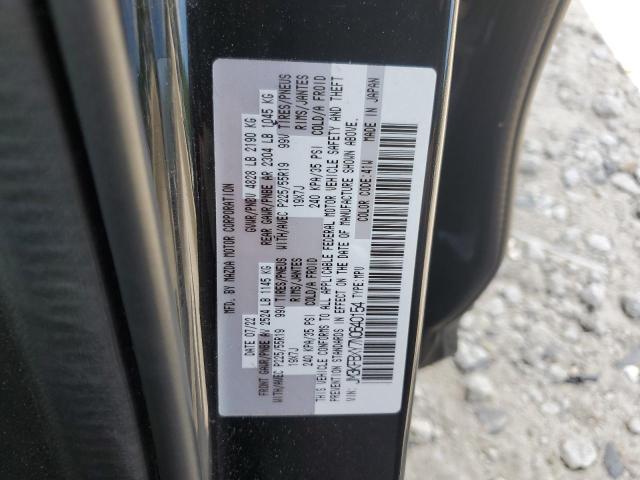 MFD. BY MAZDA MOTOR CORPORATION
DATE 07/22 GVWR/PNBV 4828 LB 2190 KG
FRONT GAWR/PNBE AV 2524 LB 1145 KG REAR GAWR/PNBE AR 2304 LB 1045 KG
WITH/AVEC P225/55R19 99V TIRES/PNEUS WITH/AVEC P225/55R19 99V TIRES/PNEUS
19X7J RIMS/JANTES 19X7J RIMS/JANTES
240 KPA/35 PSI COLD/A FROID 240 KPA/35 PSI COLD/A FROID
THIS VEHICLE CONFORMS TO ALL APPLICABLE FEDERAL MOTOR VEHICLE SAFETY AND THEFT
PREVENTION STANDARDS IN EFFECT ON THE DATE OF MANUFACTURE SHOWN ABOVE.
VIN: JM3KFBXY7N0640154 TYPE: MPV COLOR CODE:41W MADE IN JAPAN